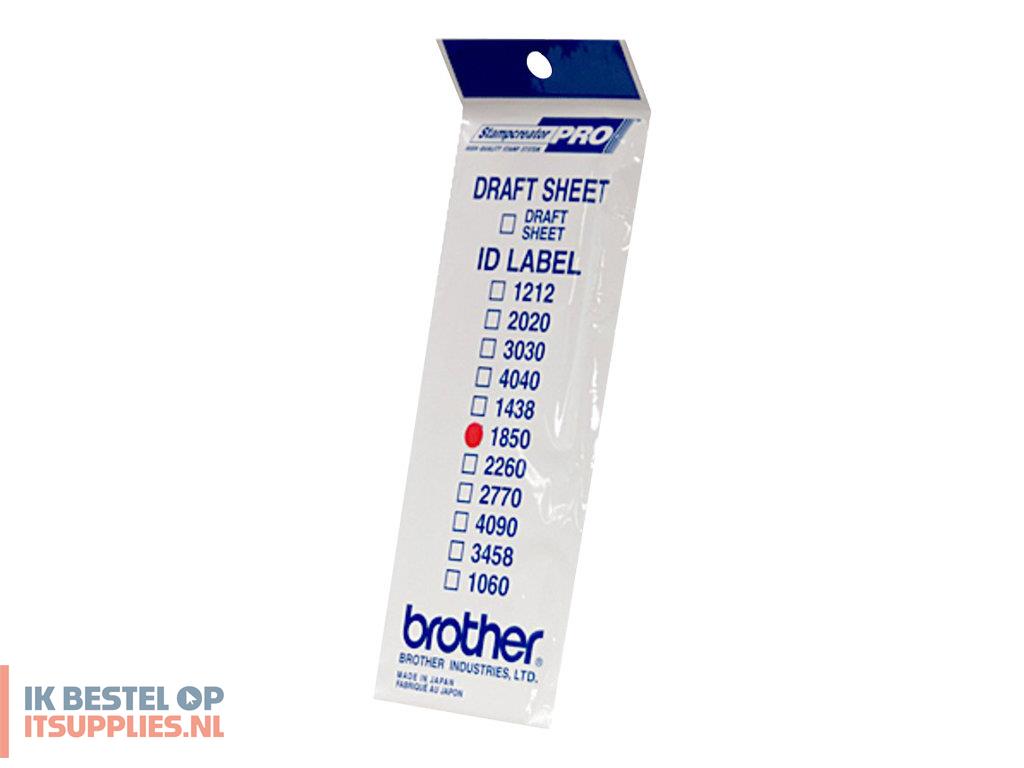 Stampcreator PRO
HIGH QUALITY STAMP SYSTEM
DRAFT SHEET
DRAFT
SHEET
ID LABEL
1212
2020
3030
4040
1438
1850
2260
2770
4090
3458
1060
brother®
BROTHER INDUSTRIES, LTD.
MADE IN JAPAN
FABRIQUÉ AU JAPON
IK BESTEL OP
ITSUPPLIES.NL